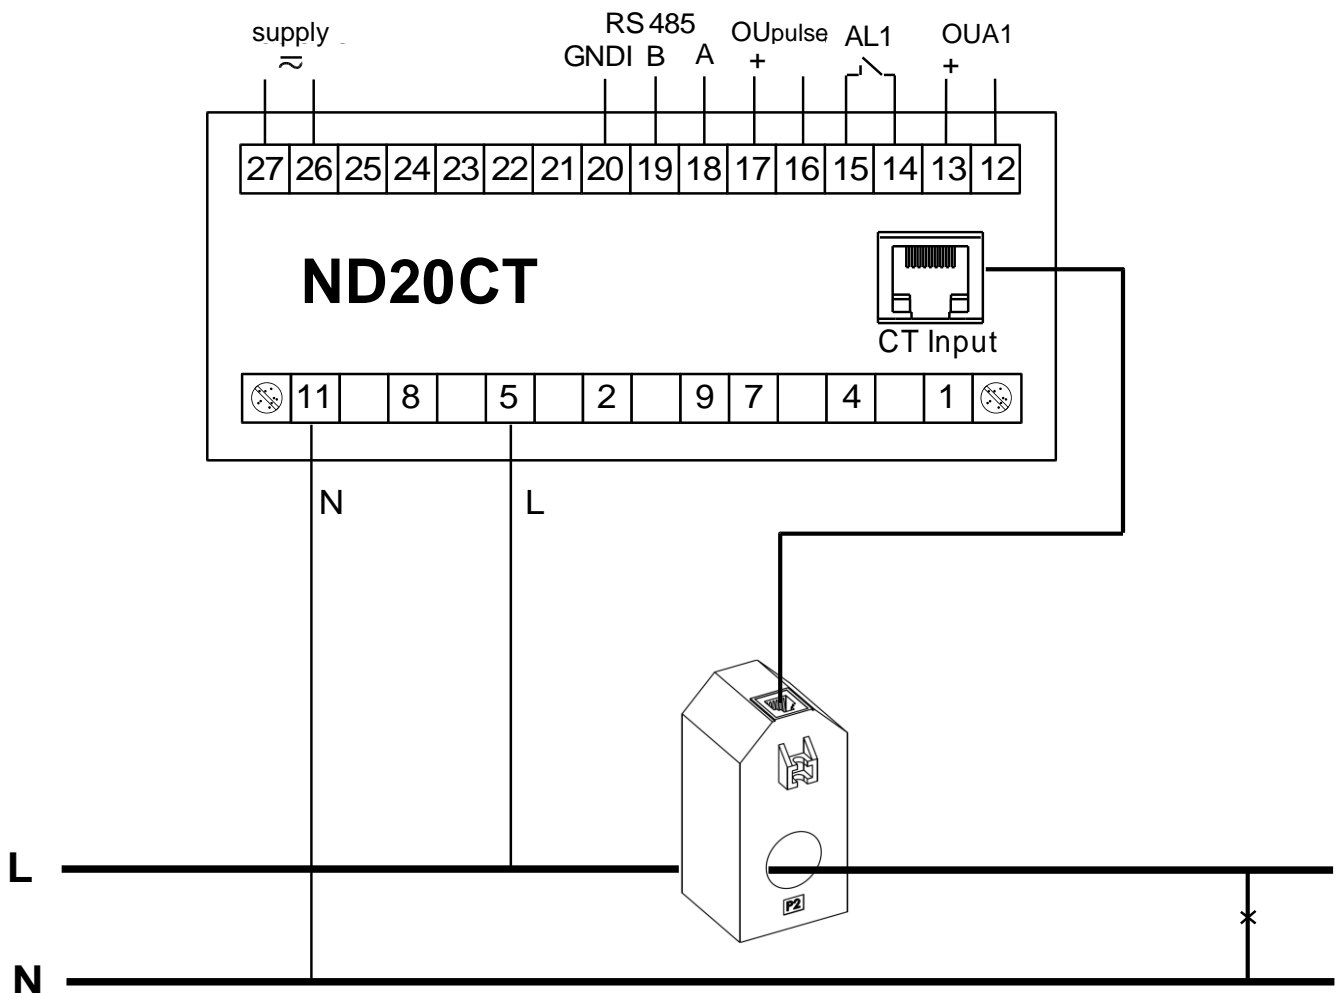 supply
RS 485
GNDI B A
OUpulse
+
AL1
OUA1
+
27 26 25 24 23 22 21 20 19 18 17 16 15 14 13 12
ND20CT
CT Input
11 8 5 2 9 7 4 1
N
L
L
P2
N